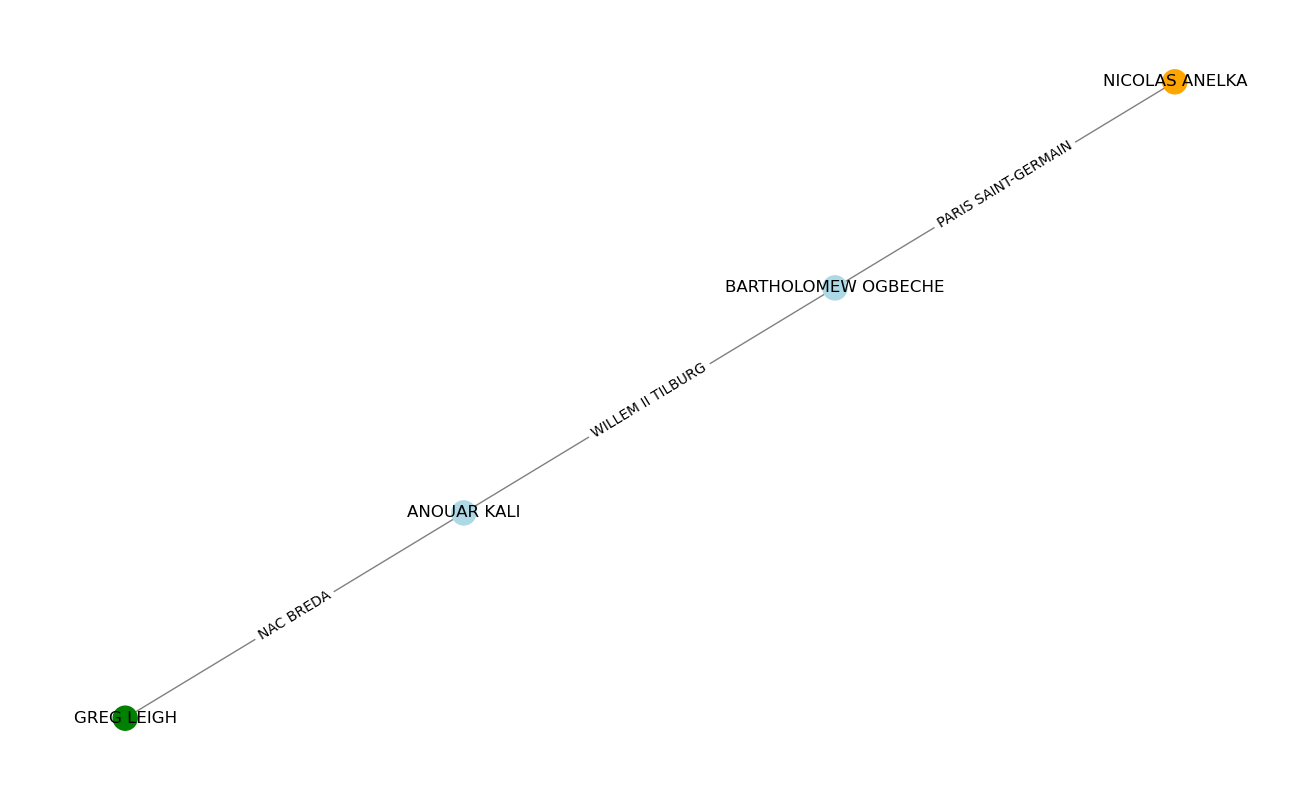 NICOLAS ANELKA
PARIS SAINT-GERMAIN
BARTHOLOMEW OGBECHE
WILLEM II TILBURG
ANOUAR KALI
NAC BREDA
GREG LEIGH